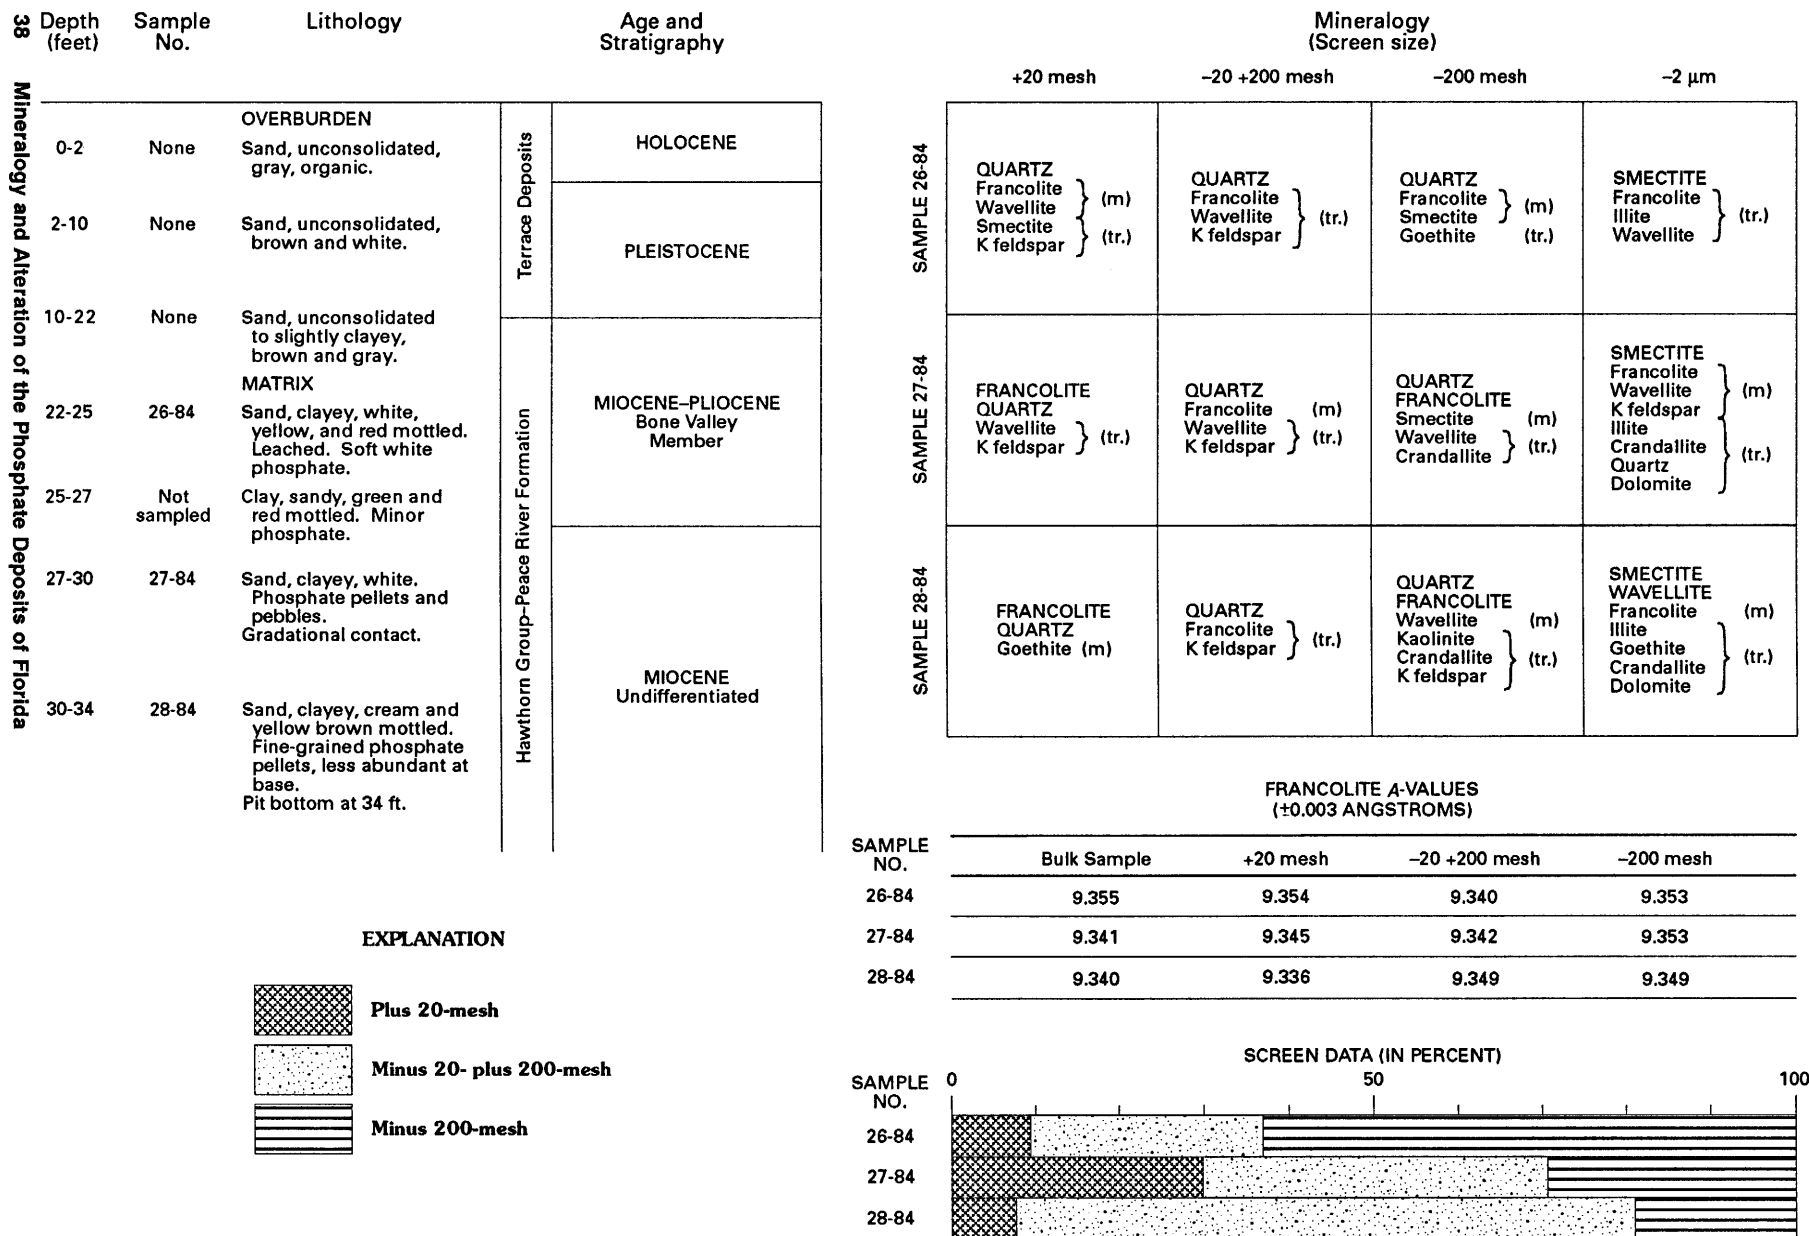 38 Mineralogy and Alteration of the Phosphate Deposits of Florida
Depth
(feet)
Sample
No.
Lithology
Age and
Stratigraphy
OVERBURDEN
0-2
None
Sand, unconsolidated,
gray, organic.
2-10
None
Sand, unconsolidated,
brown and white.
10-22
None
Sand, unconsolidated
to slightly clayey,
brown and gray.
MATRIX
22-25
26-84
Sand, clayey, white,
yellow, and red mottled.
Leached. Soft white
phosphate.
25-27
Not
sampled
Clay, sandy, green and
red mottled. Minor
phosphate.
27-30
27-84
Sand, clayey, white.
Phosphate pellets and
pebbles.
Gradational contact.
30-34
28-84
Sand, clayey, cream and
yellow brown mottled.
Fine-grained phosphate
pellets, less abundant at
base.
Pit bottom at 34 ft.
Terrace Deposits
Hawthorn Group–Peace River Formation
HOLOCENE
PLEISTOCENE
MIOCENE–PLIOCENE
Bone Valley
Member
MIOCENE
Undifferentiated
Mineralogy
(Screen size)
+20 mesh
–20 +200 mesh
–200 mesh
–2 µm
SAMPLE 26-84
QUARTZ
Francolite
Wavellite
(m)
Smectite
K feldspar
(tr.)
QUARTZ
Francolite
Wavellite
K feldspar
(tr.)
QUARTZ
Francolite
Smectite
(m)
Goethite (tr.)
SMECTITE
Francolite
Illite
Wavellite
(tr.)
SAMPLE 27-84
FRANCOLITE
QUARTZ
Wavellite
K feldspar
(tr.)
QUARTZ
Francolite (m)
Wavellite
K feldspar
(tr.)
QUARTZ
FRANCOLITE
Smectite (m)
Wavellite
Crandallite
(tr.)
SMECTITE
Francolite
Wavellite
K feldspar
(m)
Illite
Crandallite
Quartz
Dolomite
(tr.)
SAMPLE 28-84
FRANCOLITE
QUARTZ
Goethite (m)
QUARTZ
Francolite
K feldspar
(tr.)
QUARTZ
FRANCOLITE
Wavellite (m)
Kaolinite
Crandallite
K feldspar
(tr.)
SMECTITE
WAVELLITE
Francolite (m)
Illite
Goethite
Crandallite
Dolomite
(tr.)
FRANCOLITE A-VALUES
(±0.003 ANGSTROMS)
SAMPLE
NO.
Bulk Sample +20 mesh –20 +200 mesh –200 mesh
26-84 9.355 9.354 9.340 9.353
27-84 9.341 9.345 9.342 9.353
28-84 9.340 9.336 9.349 9.349
EXPLANATION
Plus 20-mesh
Minus 20- plus 200-mesh
Minus 200-mesh
SCREEN DATA (IN PERCENT)
SAMPLE
NO.
0 50 100
26-84
27-84
28-84